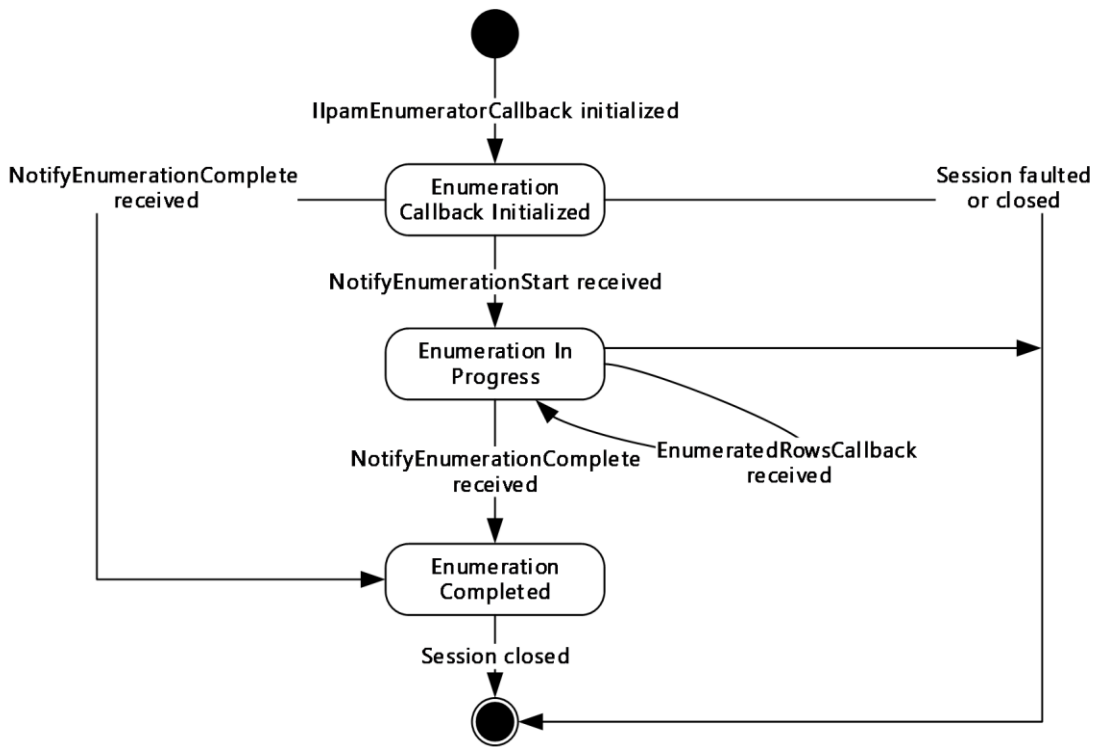 IIpamEnumeratorCallback initialized
NotifyEnumerationComplete
received
Enumeration
Callback Initialized
Session faulted
or closed
NotifyEnumerationStart received
Enumeration In
Progress
NotifyEnumerationComplete
received
EnumeratedRowsCallback
received
Enumeration
Completed
Session closed